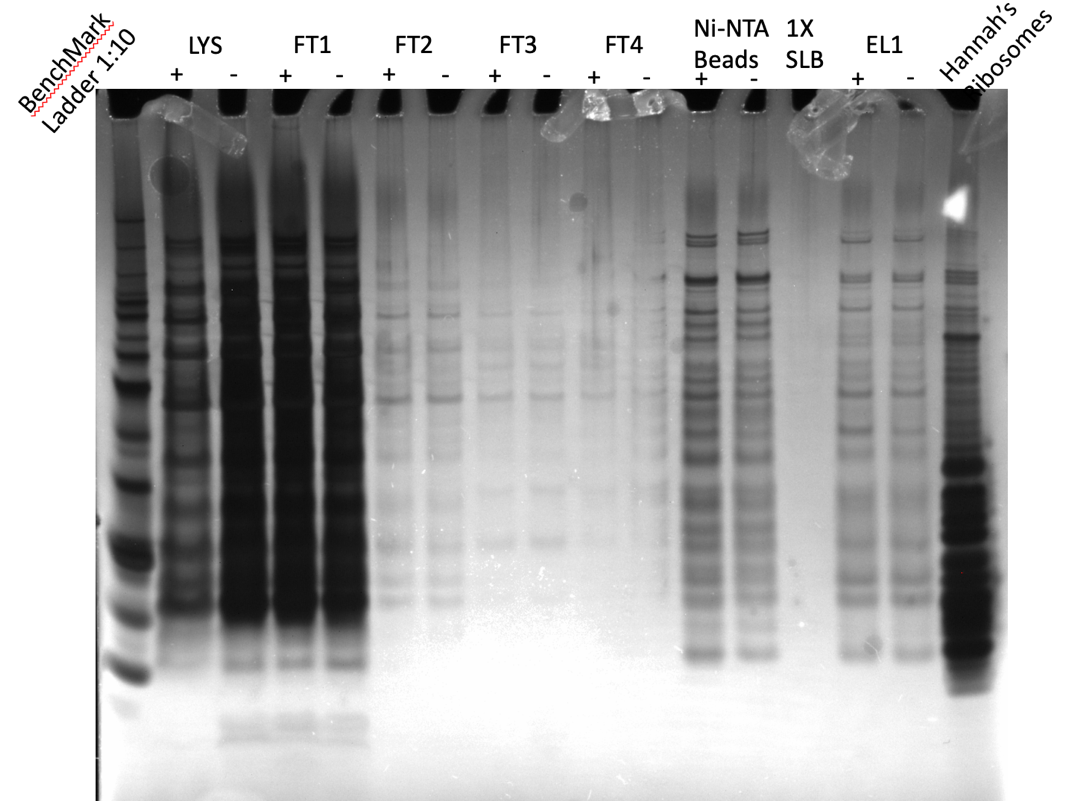 BenchMark
Ladder 1:10
LYS
FT1
FT2
FT3
FT4
Ni-NTA
Beads
1X
SLB
EL1
Hannah's
Ribosomes
+ - + - + - + - + - + - + -